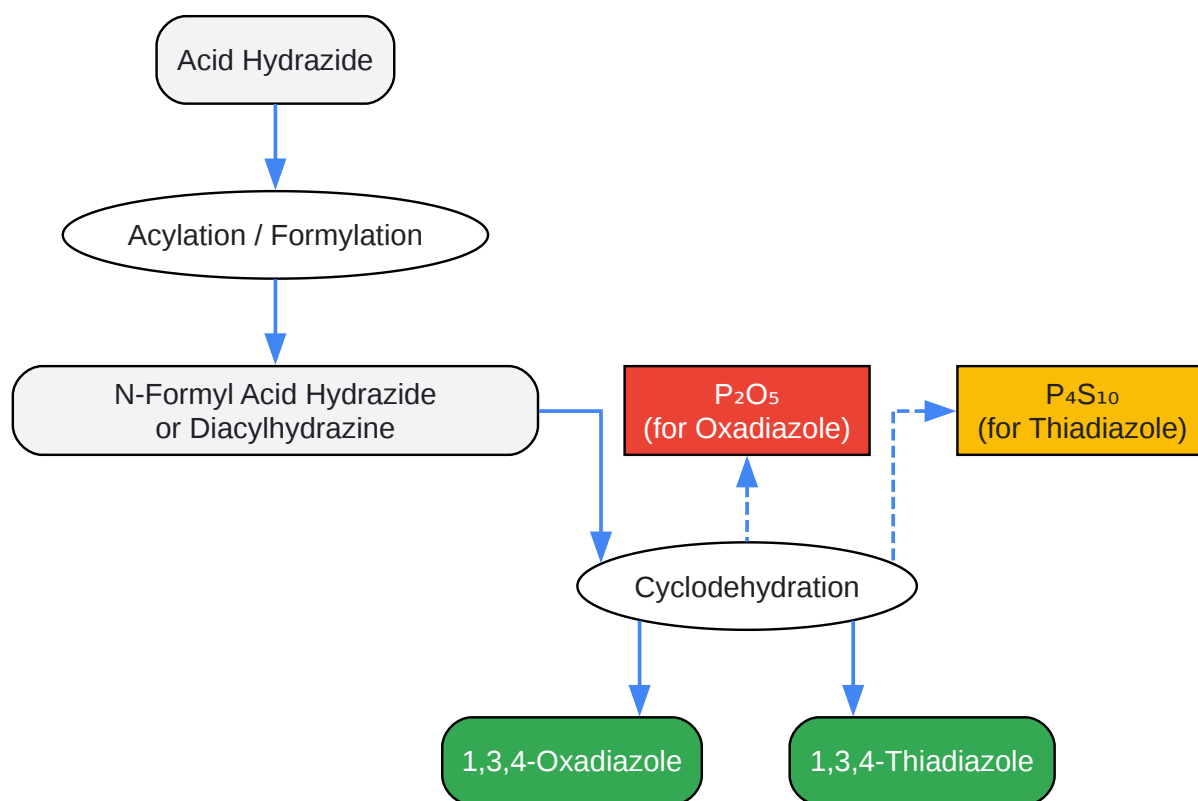 Acid Hydrazide
Acylation / Formylation
N-Formyl Acid Hydrazide
or Diacylhydrazine
P₂O₅
(for Oxadiazole)
P₄S₁₀
(for Thiadiazole)
Cyclodehydration
1,3,4-Oxadiazole
1,3,4-Thiadiazole